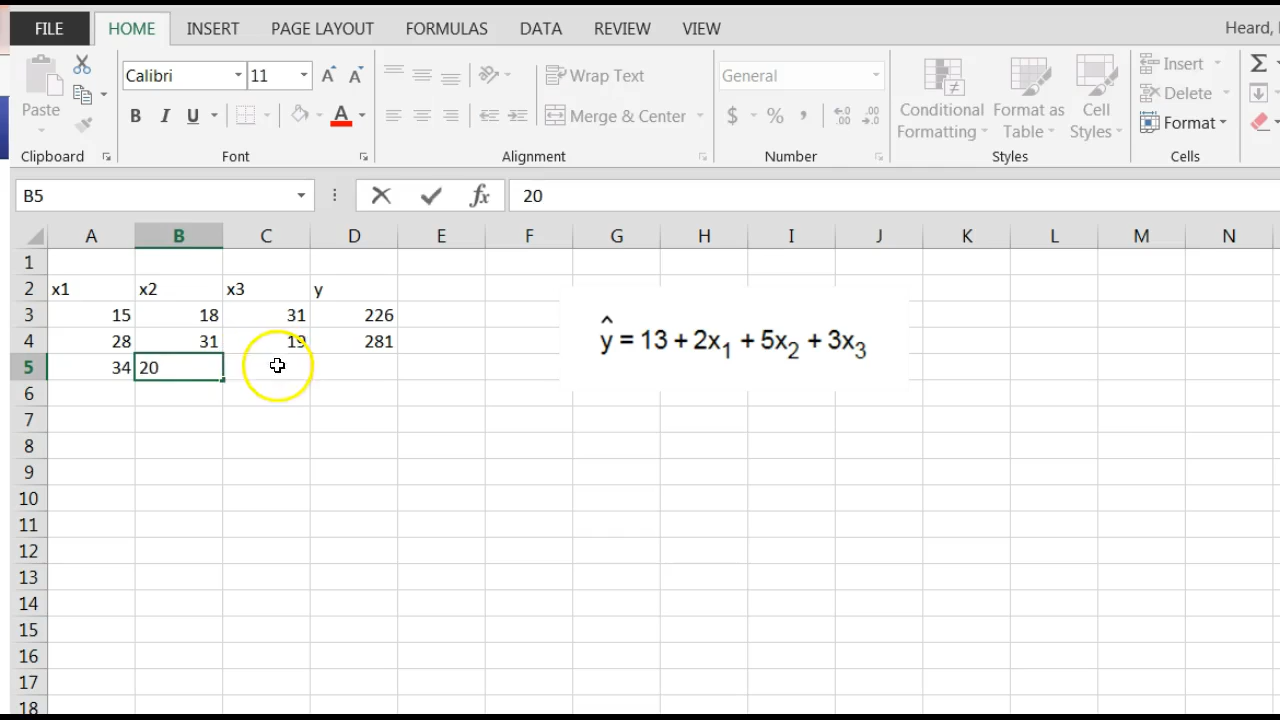 FILE HOME INSERT PAGE LAYOUT FORMULAS DATA REVIEW VIEW Heard,
Calibri 11 Wrap Text General Insert
Paste Conditional Formatting Format as Table Cell Styles Delete
B I U A Merge & Center $ % , Format
Clipboard Font Alignment Number Styles Cells
B5 fx 20
A B C D E F G H I J K L M N
1
2 x1 x2 x3 y
3 15 18 31 226
4 28 31 19 281
5 34 20
ŷ = 13 + 2x₁ + 5x₂ + 3x₃
6
7
8
9
10
11
12
13
14
15
16
17
18